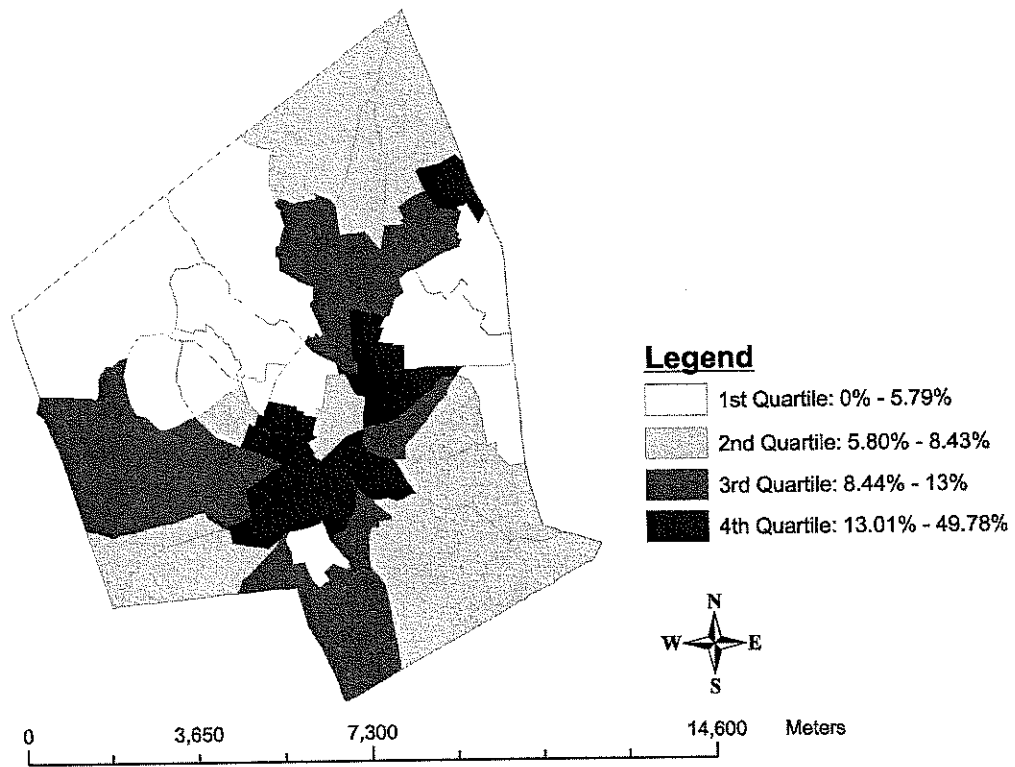 Legend
1st Quartile: 0% - 5.79%
2nd Quartile: 5.80% - 8.43%
3rd Quartile: 8.44% - 13%
4th Quartile: 13.01% - 49.78%
N
W E
S
0 3,650 7,300 14,600 Meters